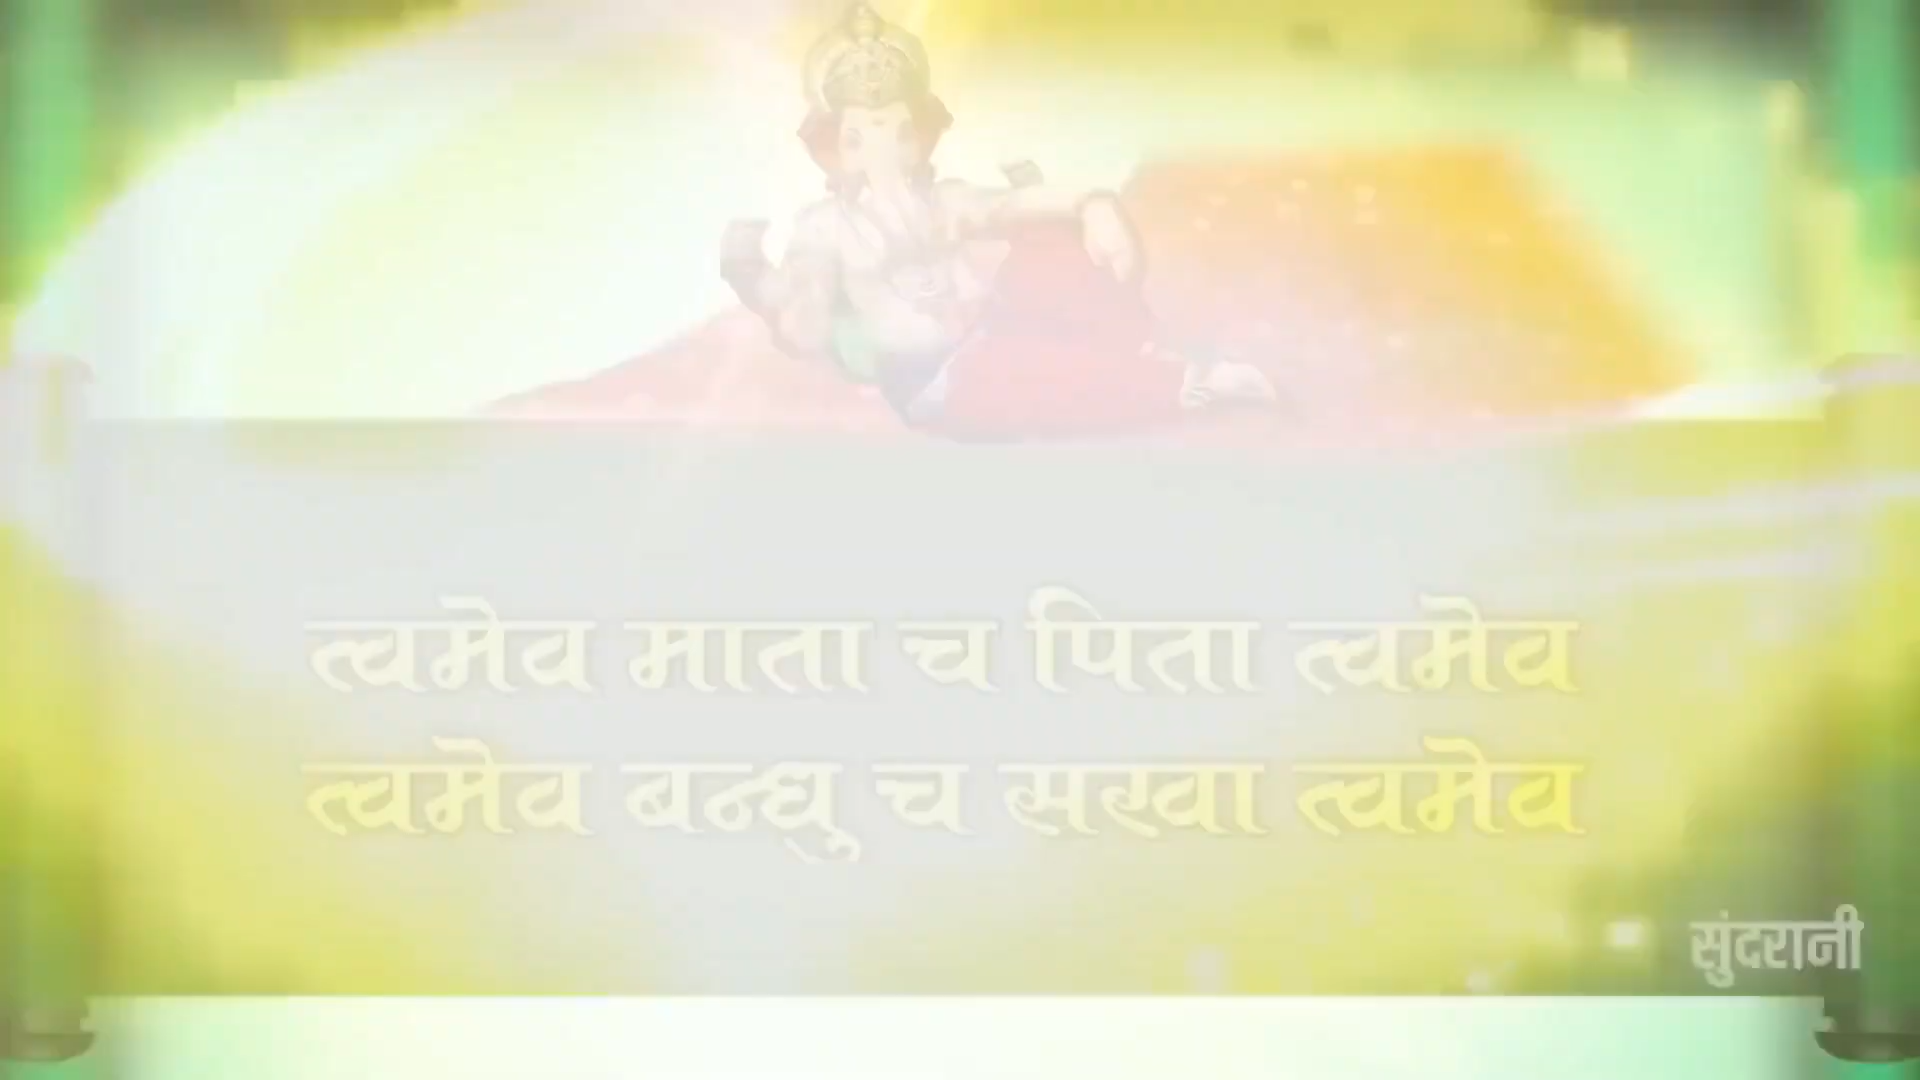 त्वमेव माता च पिता त्वमेव
त्वमेव बन्धु च सखा त्वमेव
सुंदरानी